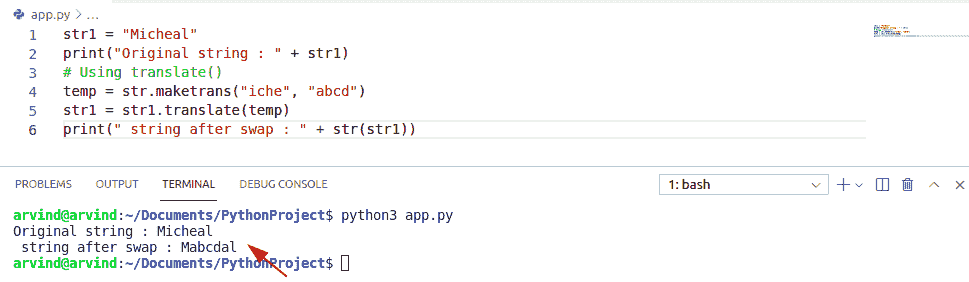 app.py > ...
1 str1 = "Micheal"
2 print("Original string : " + str1)
3 # Using translate()
4 temp = str.maketrans("iche", "abcd")
5 str1 = str1.translate(temp)
6 print(" string after swap : " + str(str1))
PROBLEMS OUTPUT TERMINAL DEBUG CONSOLE 1: bash
arvind@arvind:~/Documents/PythonProject$ python3 app.py
Original string : Micheal
 string after swap : Mabcdal
arvind@arvind:~/Documents/PythonProject$